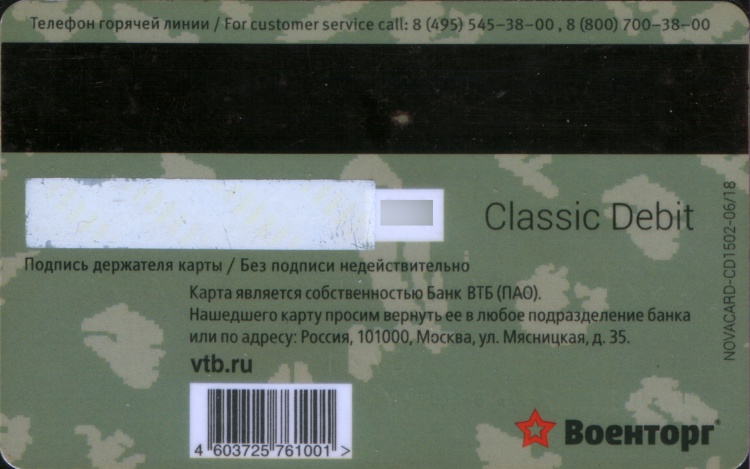 Телефон горячей линии / For customer service call: 8 (495) 545-38-00, 8 (800) 700-38-00
Classic Debit
NOVACARD-CD1502-06/18
Подпись держателя карты / Без подписи недействительно
Карта является собственностью Банк ВТБ (ПАО).
Нашедшего карту просим вернуть ее в любое подразделение банка
или по адресу: Россия, 101000, Москва, ул. Мясницкая, д. 35.
vtb.ru
4 603725 761001 >
Военторг